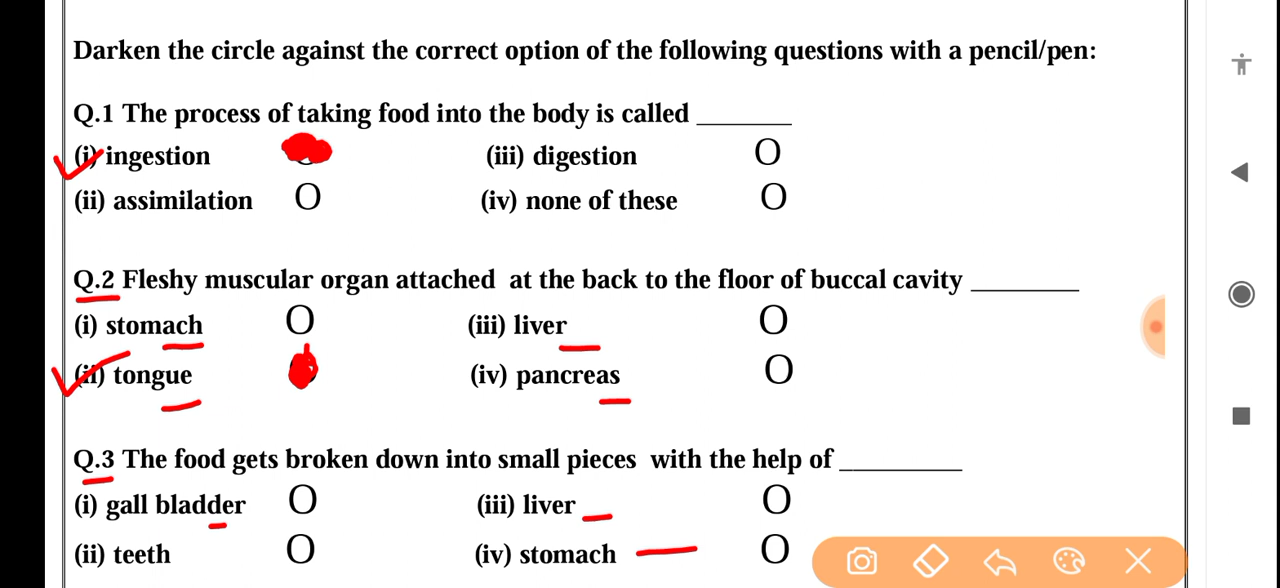 Darken the circle against the correct option of the following questions with a pencil/pen:
Q.1 The process of taking food into the body is called _______
(i) ingestion (iii) digestion O
(ii) assimilation O (iv) none of these O
Q.2 Fleshy muscular organ attached at the back to the floor of buccal cavity ________
(i) stomach O (iii) liver O
(ii) tongue (iv) pancreas O
Q.3 The food gets broken down into small pieces with the help of _________
(i) gall bladder O (iii) liver O
(ii) teeth O (iv) stomach O